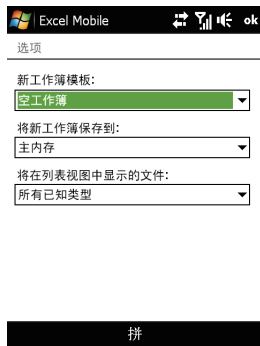 Excel Mobile
ok
选项
新工作簿模板:
空工作簿
将新工作簿保存到:
主内存
将在列表视图中显示的文件:
所有已知类型
拼